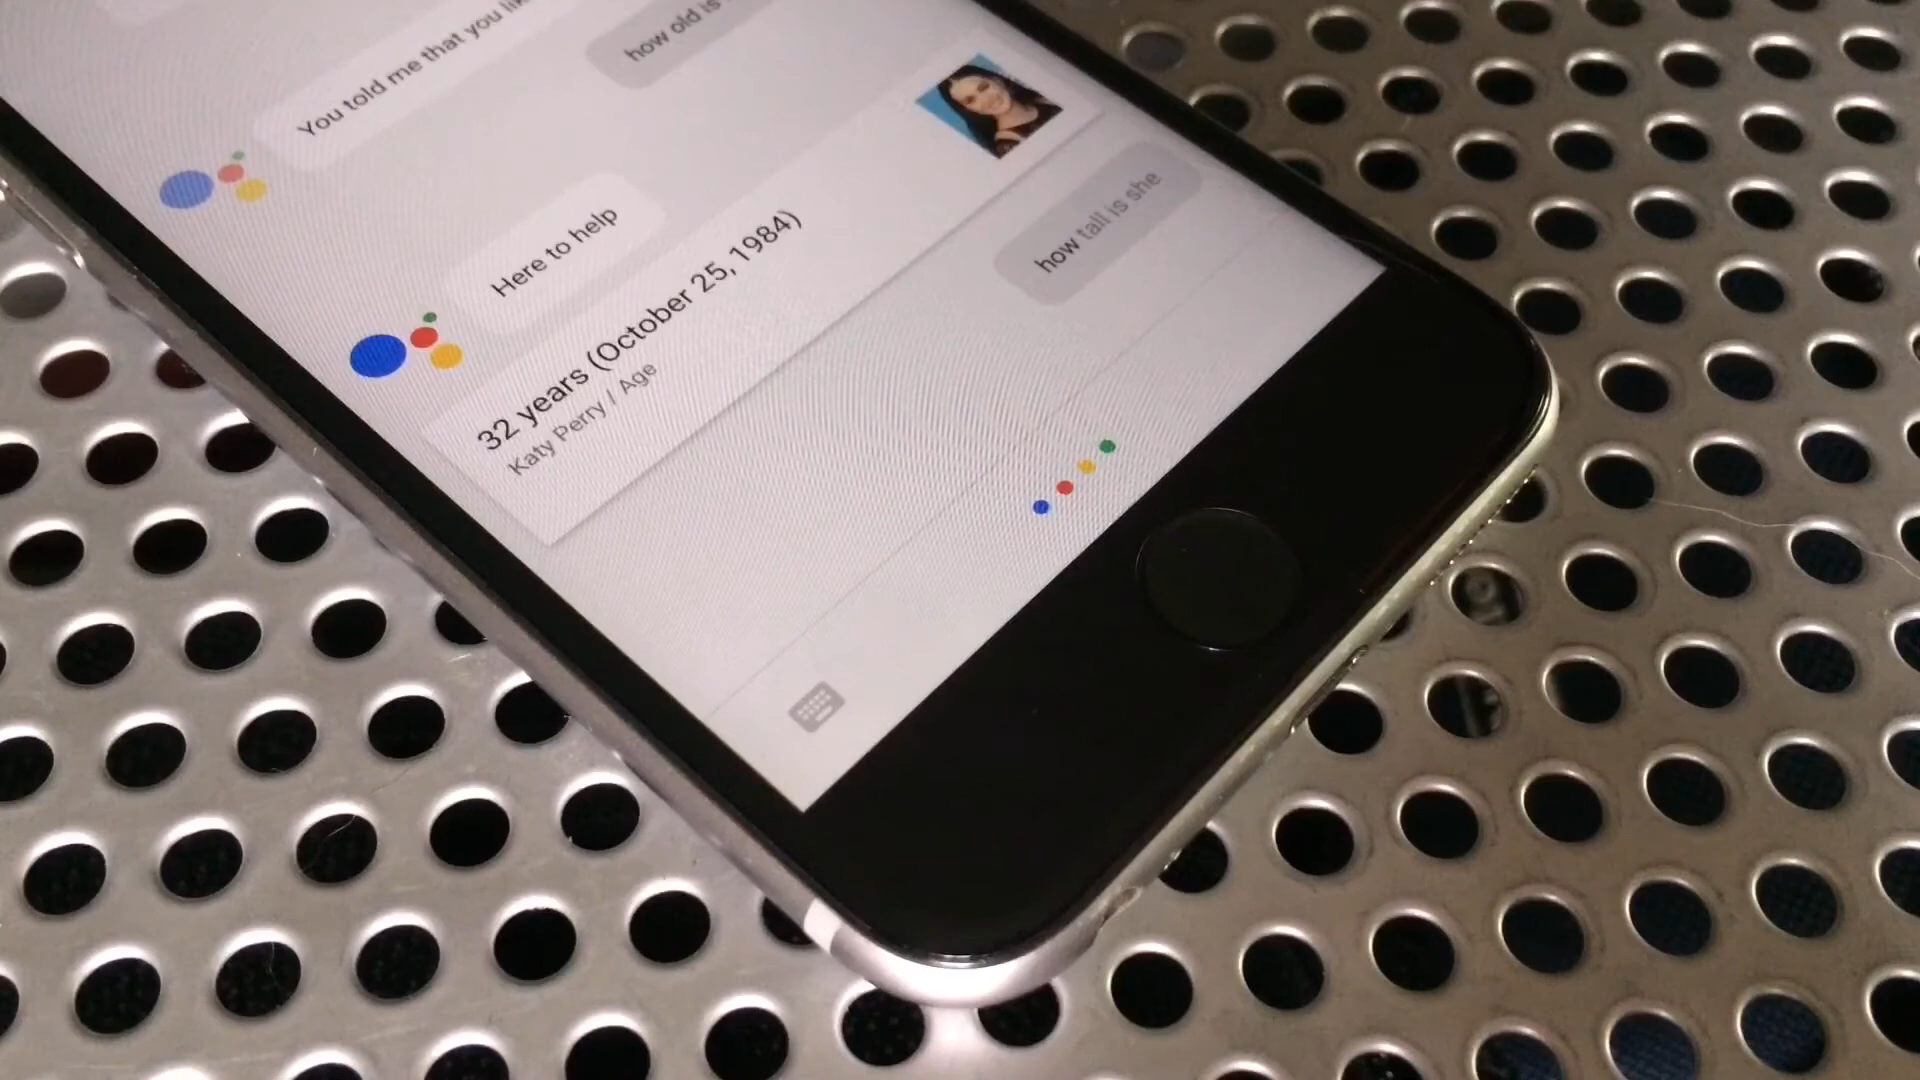 You told me that you
how old is
Here to help
32 years (October 25, 1984)
Katy Perry / Age
how tall is she